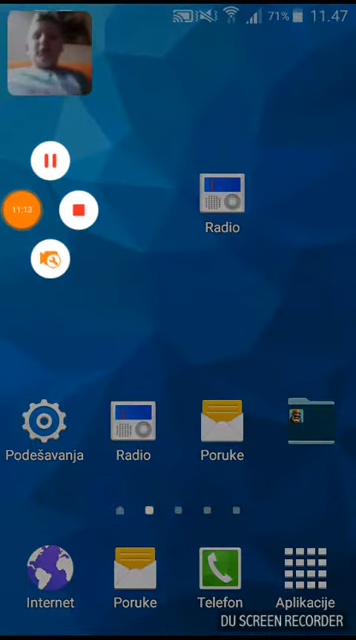 71% 11.47
11:13
Radio
Podešavanja Radio Poruke
Internet Poruke Telefon Aplikacije
DU SCREEN RECORDER